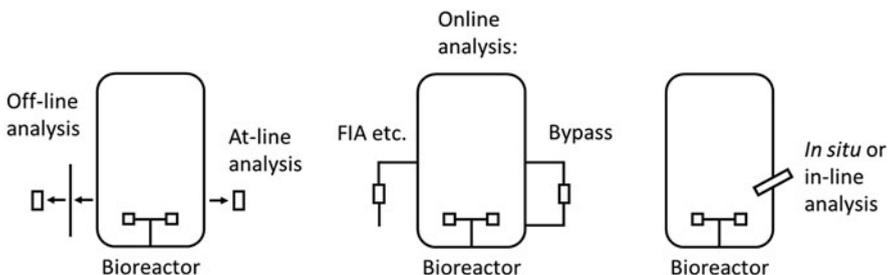 Off-line
analysis
At-line
analysis
Bioreactor
Online
analysis:
FIA etc.
Bypass
Bioreactor
In situ or
in-line
analysis
Bioreactor